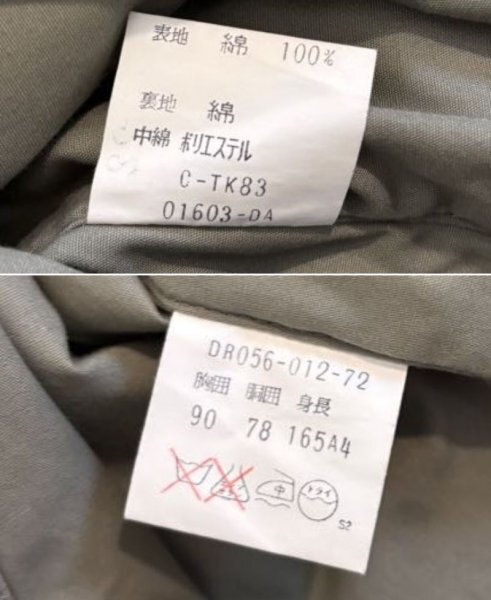 表地 綿 100%
裏地 綿
中綿 ポリエステル
C-TK83
01603-DA
DR056-012-72
胸囲 胴囲 身長
90 78 165A4
中 ドライ
52